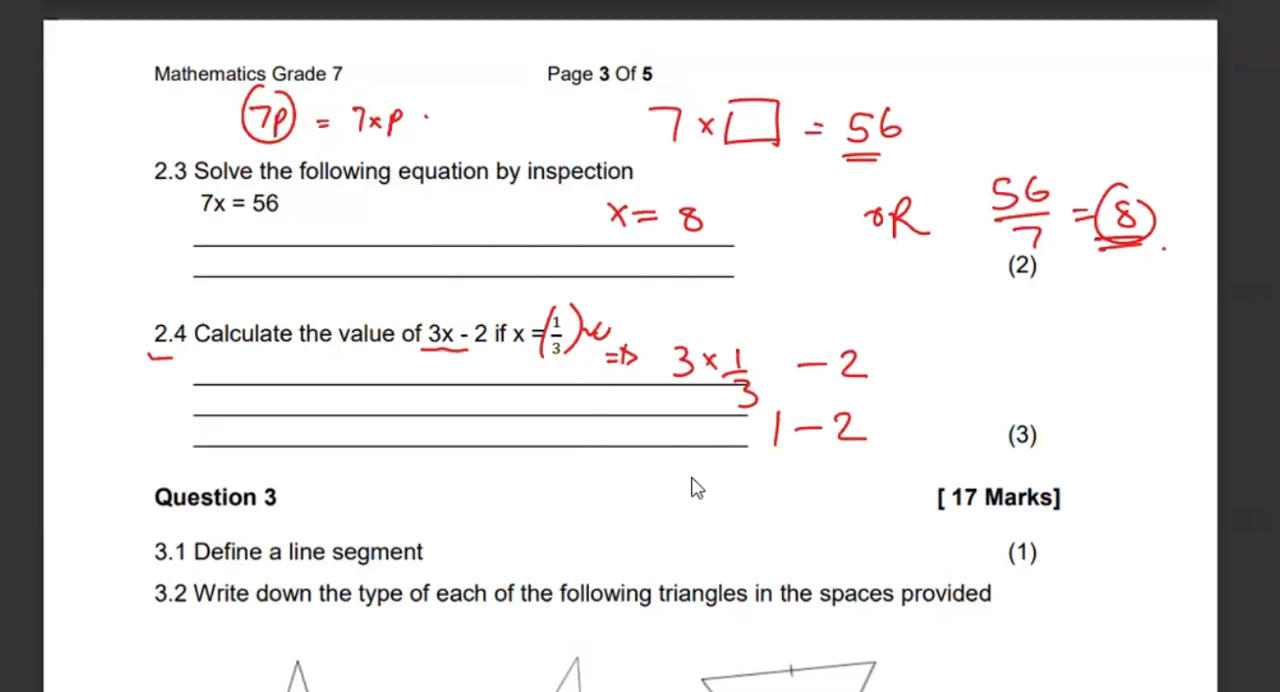 Mathematics Grade 7 Page 3 Of 5
7p = 7×p . 7 × □ = 56
2.3 Solve the following equation by inspection
7x = 56
x = 8 OR 56/7 = 8.
(2)
2.4 Calculate the value of 3x - 2 if x = 1/3
⇒ 3 × 1/3 - 2
1 - 2
(3)
Question 3 [ 17 Marks]
3.1 Define a line segment (1)
3.2 Write down the type of each of the following triangles in the spaces provided